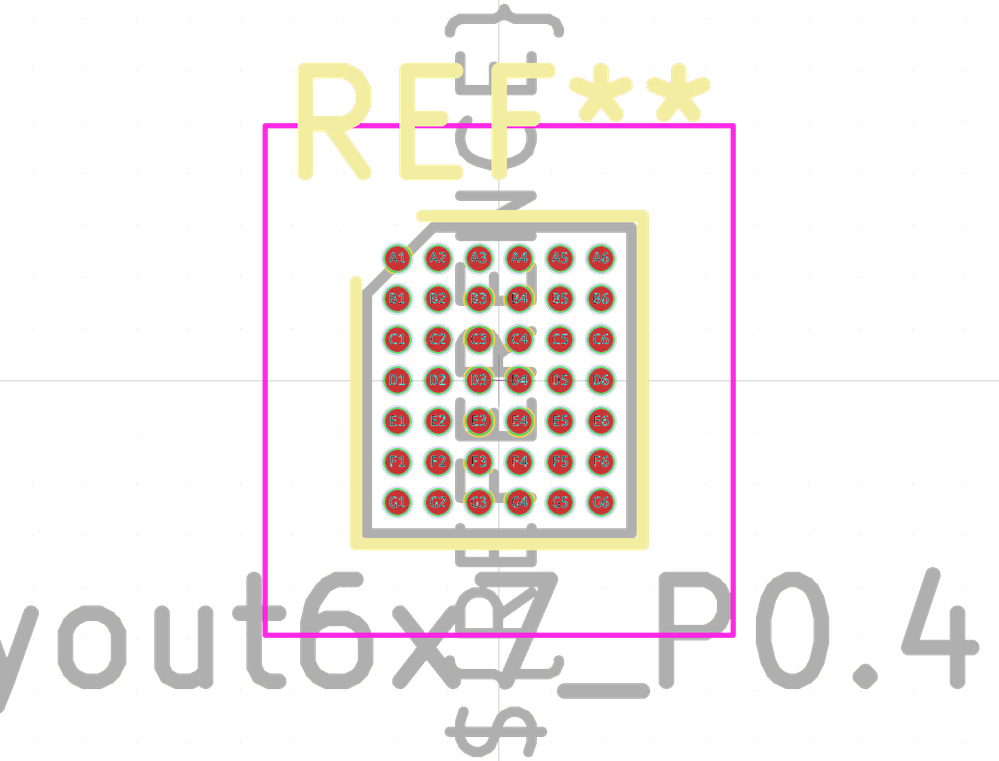 REF**
A1 A2 A3 A4 A5 A6
B1 B2 B3 B4 B5 B6
C1 C2 C3 C4 C5 C6
D1 D2 D3 D4 D5 D6
E1 E2 E3 E4 E5 E6
F1 F2 F3 F4 F5 F6
G1 G2 G3 G4 G5 G6
yout6x7_P0.4
${REFERENCE}